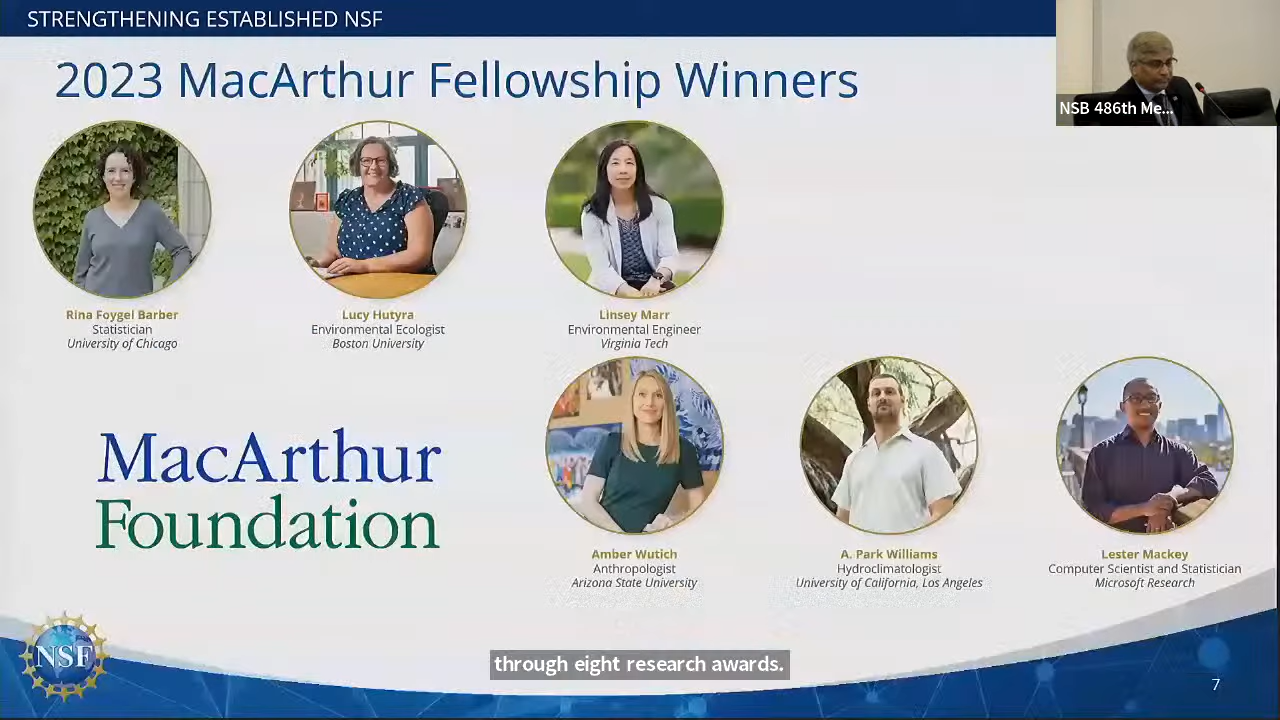 STRENGTHENING ESTABLISHED NSF
2023 MacArthur Fellowship Winners
NSB 486th Me...
Rina Foygel Barber
Statistician
University of Chicago
Lucy Hutyra
Environmental Ecologist
Boston University
Linsey Marr
Environmental Engineer
Virginia Tech
MacArthur
Foundation
Amber Wutich
Anthropologist
Arizona State University
A. Park Williams
Hydroclimatologist
University of California, Los Angeles
Lester Mackey
Computer Scientist and Statistician
Microsoft Research
NSF
through eight research awards.
7